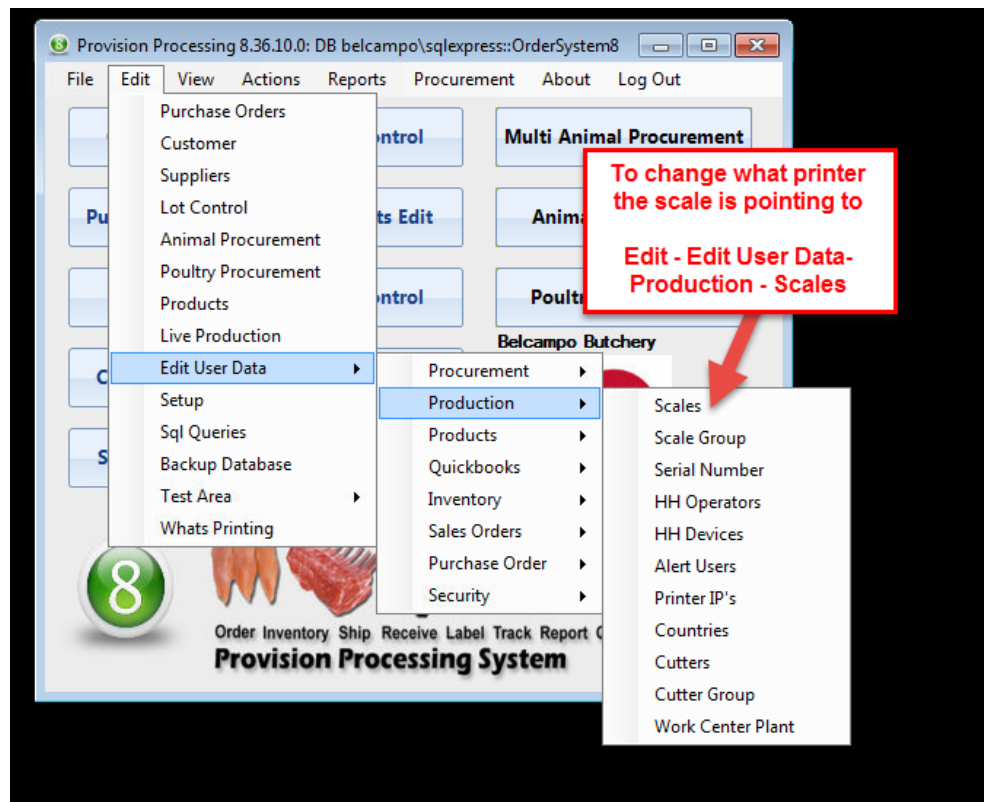 Provision Processing 8.36.10.0: DB belcampo\sqlexpress::OrderSystem8
File Edit View Actions Reports Procurement About Log Out
Multi Animal Procurement
Edit
Purchase Orders
Customer
Suppliers
Lot Control
Animal Procurement
Poultry Procurement
Products
Live Production
Edit User Data
Setup
Sql Queries
Backup Database
Test Area
Whats Printing
To change what printer
the scale is pointing to
Edit - Edit User Data-
Production - Scales
Belcampo Butchery
Procurement
Production
Products
Quickbooks
Inventory
Sales Orders
Purchase Order
Security
Scales
Scale Group
Serial Number
HH Operators
HH Devices
Alert Users
Printer IP's
Countries
Cutters
Cutter Group
Work Center Plant
8
Order Inventory Ship Receive Label Track Report
Provision Processing System